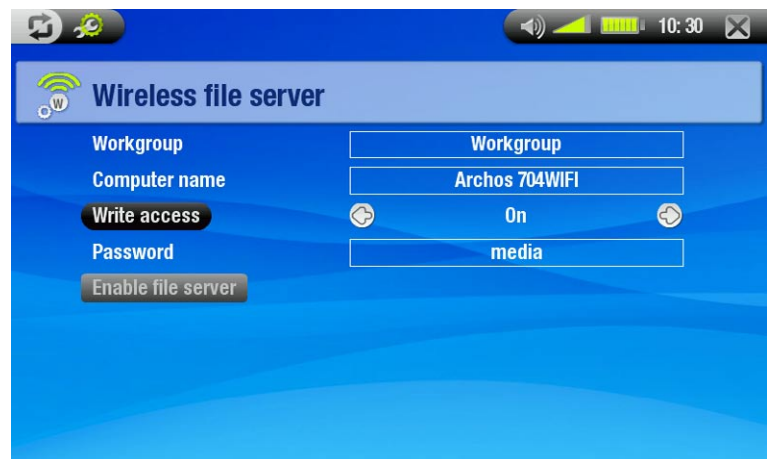 10:30
W
Wireless file server
Workgroup Workgroup
Computer name Archos 704WIFI
Write access On
Password media
Enable file server